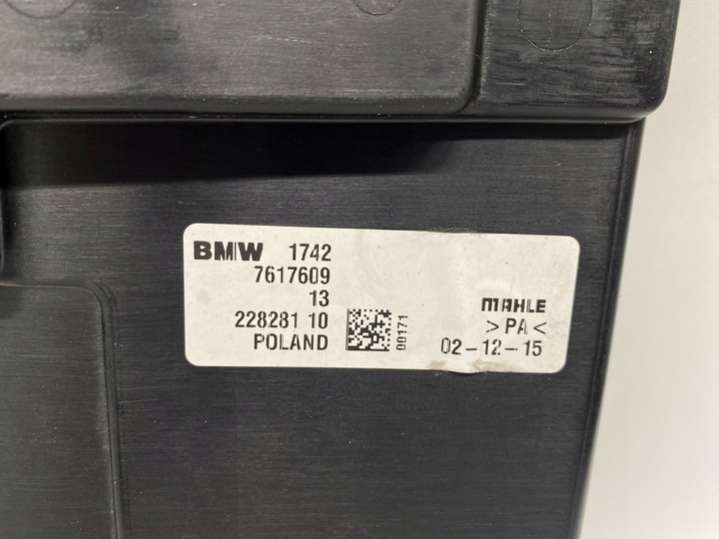 BMW 1742
7617609
13
228281 10
POLAND
00171
MAHLE
>PA<
02-12-15